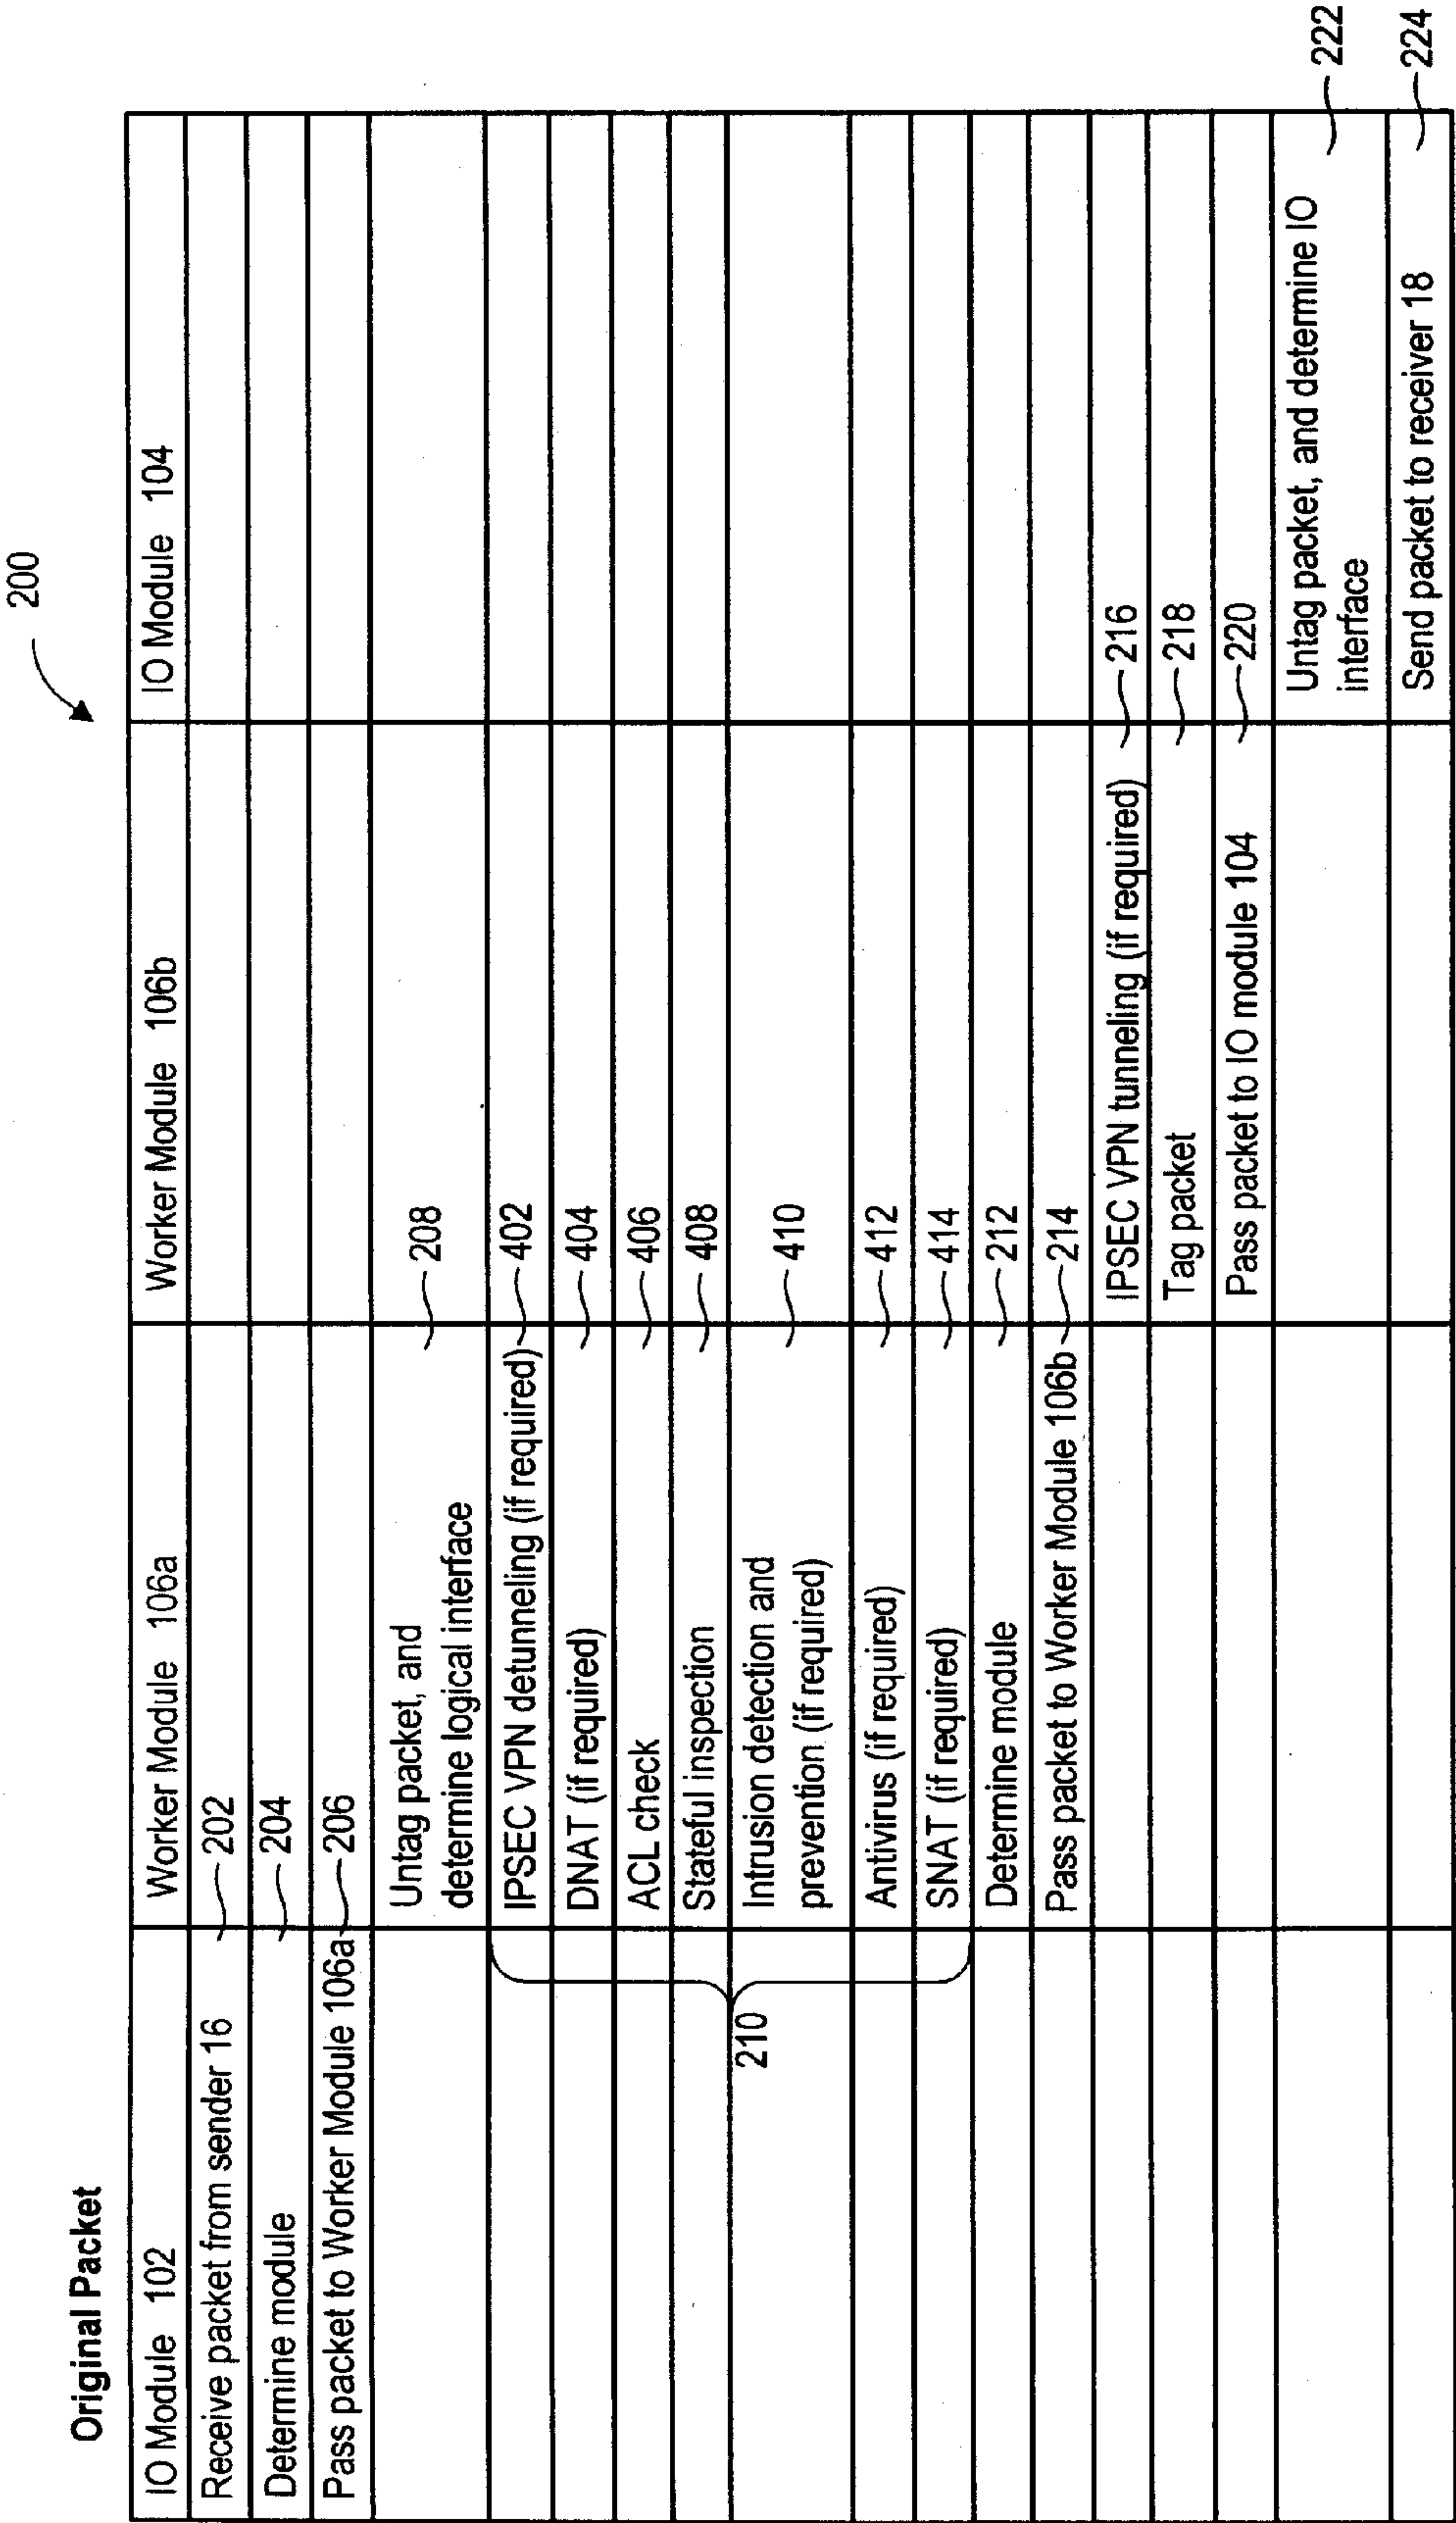 200
Original Packet
IO Module 102
Worker Module 106a
Worker Module 106b
IO Module 104
Receive packet from sender 16
202
Determine module
204
Pass packet to Worker Module 106a
206
Untag packet, and
determine logical interface
208
IPSEC VPN detunneling (if required)
402
DNAT (if required)
404
ACL check
406
Stateful inspection
408
210
Intrusion detection and
prevention (if required)
410
Antivirus (if required)
412
SNAT (if required)
414
Determine module
212
Pass packet to Worker Module 106b
214
IPSEC VPN tunneling (if required)
216
Tag packet
218
Pass packet to IO module 104
220
Untag packet, and determine IO
interface
222
Send packet to receiver 18
224